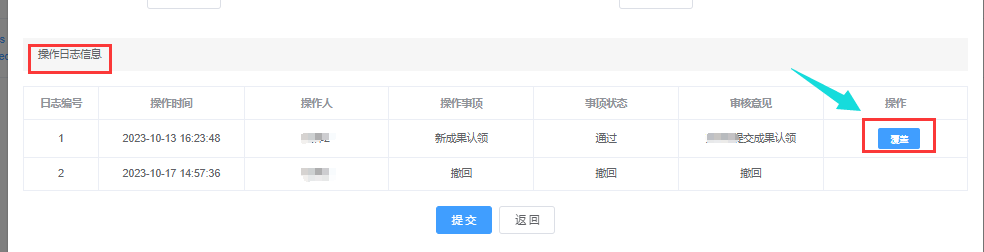 操作日志信息
日志编号 操作时间 操作人 操作事项 事项状态 审核意见 操作
1 2023-10-13 16:23:48 新成果认领 通过 提交成果认领 覆盖
2 2023-10-17 14:57:36 撤回 撤回 撤回
提交 返回